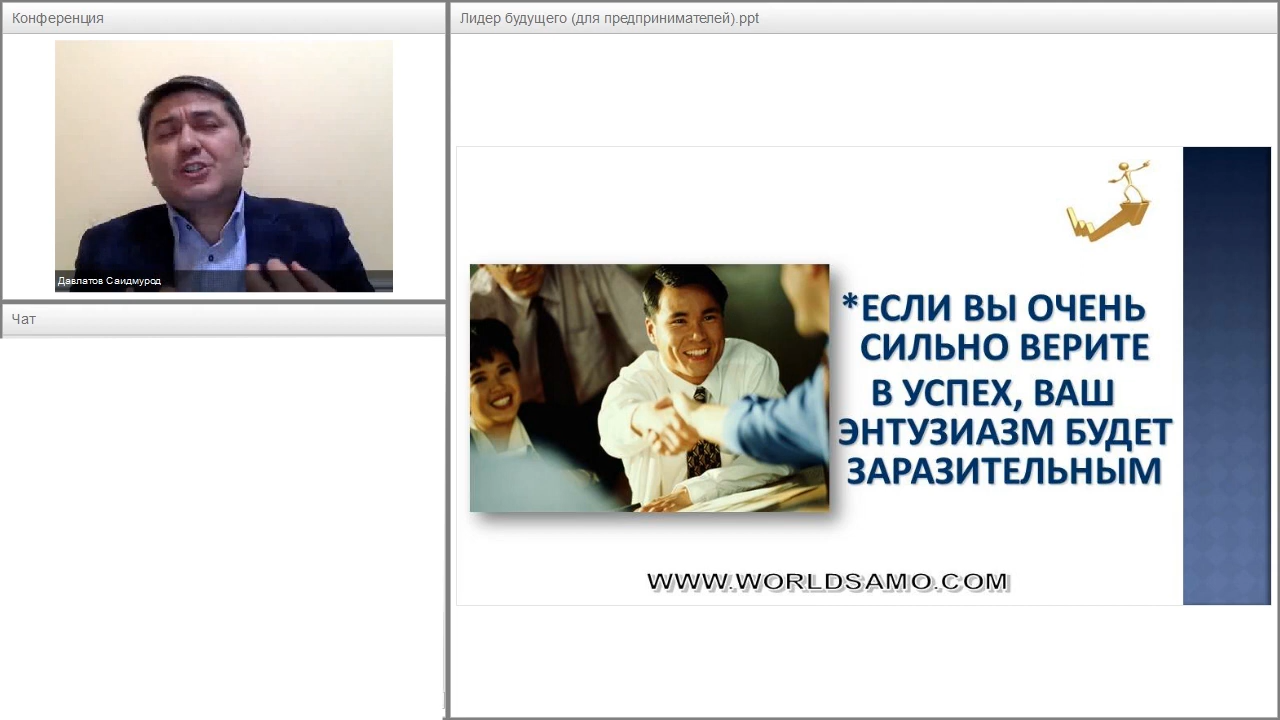 Конференция
Давлатов Саидмурод
Чат
Лидер будущего (для предпринимателей).ppt
*ЕСЛИ ВЫ ОЧЕНЬ
СИЛЬНО ВЕРИТЕ
В УСПЕХ, ВАШ
ЭНТУЗИАЗМ БУДЕТ
ЗАРАЗИТЕЛЬНЫМ
WWW.WORLDSAMO.COM